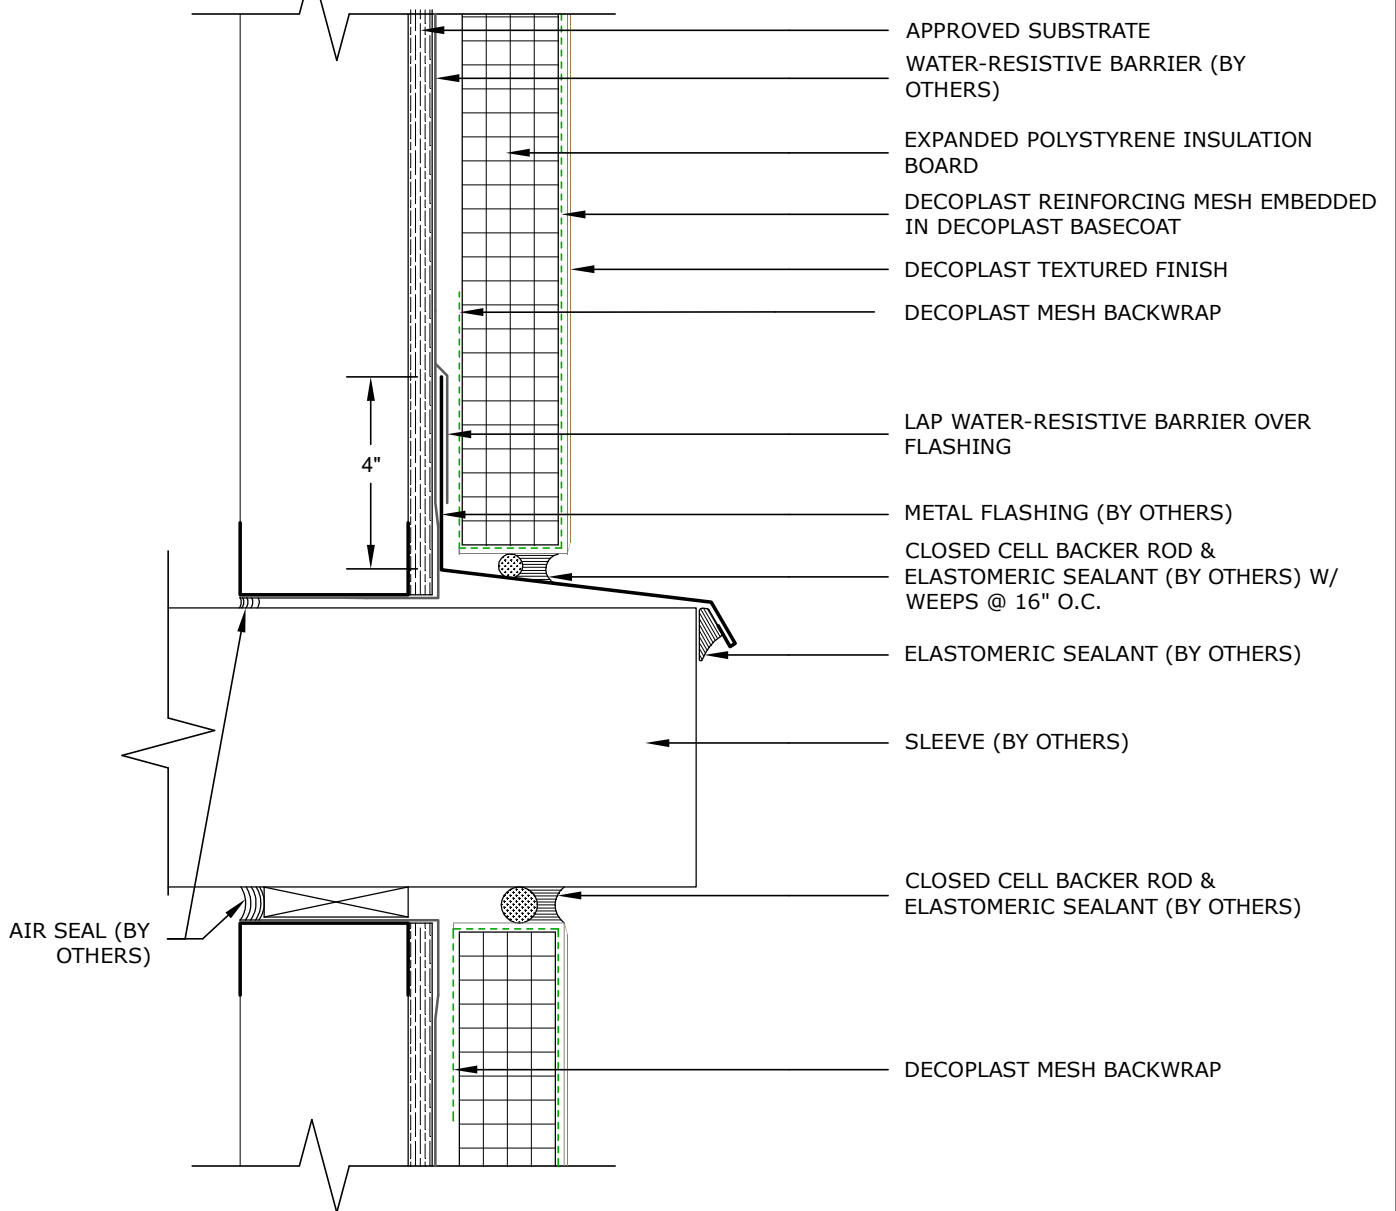 APPROVED SUBSTRATE
WATER-RESISTIVE BARRIER (BY
OTHERS)
EXPANDED POLYSTYRENE INSULATION
BOARD
DECOPLAST REINFORCING MESH EMBEDDED
IN DECOPLAST BASECOAT
DECOPLAST TEXTURED FINISH
DECOPLAST MESH BACKWRAP
LAP WATER-RESISTIVE BARRIER OVER
FLASHING
4"
METAL FLASHING (BY OTHERS)
CLOSED CELL BACKER ROD &
ELASTOMERIC SEALANT (BY OTHERS) W/
WEEPS @ 16" O.C.
ELASTOMERIC SEALANT (BY OTHERS)
SLEEVE (BY OTHERS)
CLOSED CELL BACKER ROD &
ELASTOMERIC SEALANT (BY OTHERS)
AIR SEAL (BY
OTHERS)
DECOPLAST MESH BACKWRAP